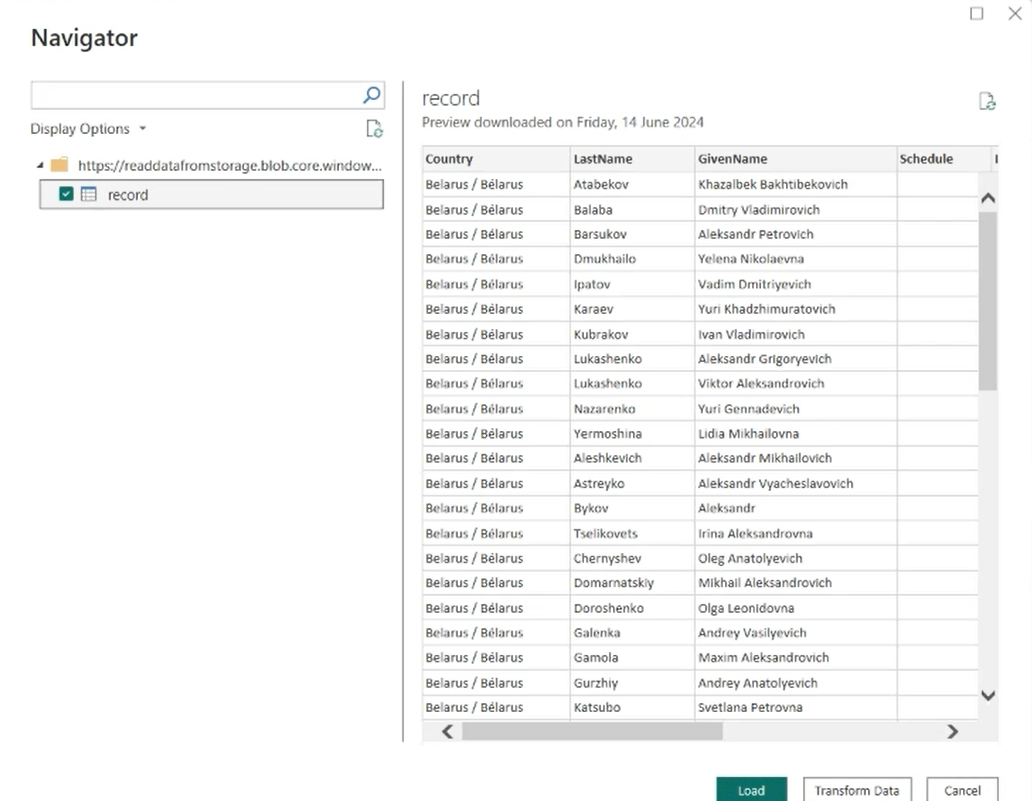 Navigator
Display Options
https://readdatafromstorage.blob.core.window...
record
record
Preview downloaded on Friday, 14 June 2024
Country LastName GivenName Schedule
Belarus / Bélarus Atabekov Khazalbek Bakhtibekovich
Belarus / Bélarus Balaba Dmitry Vladimirovich
Belarus / Bélarus Barsukov Aleksandr Petrovich
Belarus / Bélarus Dmukhailo Yelena Nikolaevna
Belarus / Bélarus Ipatov Vadim Dmitriyevich
Belarus / Bélarus Karaev Yuri Khadzhimuratovich
Belarus / Bélarus Kubrakov Ivan Vladimirovich
Belarus / Bélarus Lukashenko Aleksandr Grigoryevich
Belarus / Bélarus Lukashenko Viktor Aleksandrovich
Belarus / Bélarus Nazarenko Yuri Gennadevich
Belarus / Bélarus Yermoshina Lidia Mikhailovna
Belarus / Bélarus Aleshkevich Aleksandr Mikhailovich
Belarus / Bélarus Astreyko Aleksandr Vyacheslavovich
Belarus / Bélarus Bykov Aleksandr
Belarus / Bélarus Tselikovets Irina Aleksandrovna
Belarus / Bélarus Chernyshev Oleg Anatolyevich
Belarus / Bélarus Domarnatskiy Mikhail Aleksandrovich
Belarus / Bélarus Doroshenko Olga Leonidovna
Belarus / Bélarus Galenka Andrey Vasilyevich
Belarus / Bélarus Gamola Maxim Aleksandrovich
Belarus / Bélarus Gurzhiy Andrey Anatolyevich
Belarus / Bélarus Katsubo Svetlana Petrovna
Load Transform Data Cancel